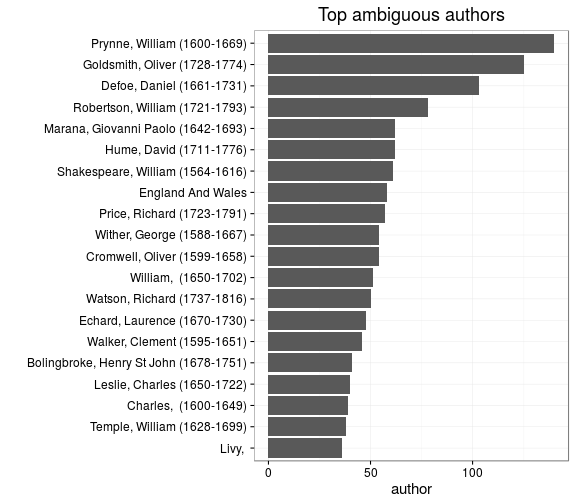 Top ambiguous authors
Prynne, William (1600-1669)
Goldsmith, Oliver (1728-1774)
Defoe, Daniel (1661-1731)
Robertson, William (1721-1793)
Marana, Giovanni Paolo (1642-1693)
Hume, David (1711-1776)
Shakespeare, William (1564-1616)
England And Wales
Price, Richard (1723-1791)
Wither, George (1588-1667)
Cromwell, Oliver (1599-1658)
William,  (1650-1702)
Watson, Richard (1737-1816)
Echard, Laurence (1670-1730)
Walker, Clement (1595-1651)
Bolingbroke, Henry St John (1678-1751)
Leslie, Charles (1650-1722)
Charles,  (1600-1649)
Temple, William (1628-1699)
Livy,
0 50 100
author